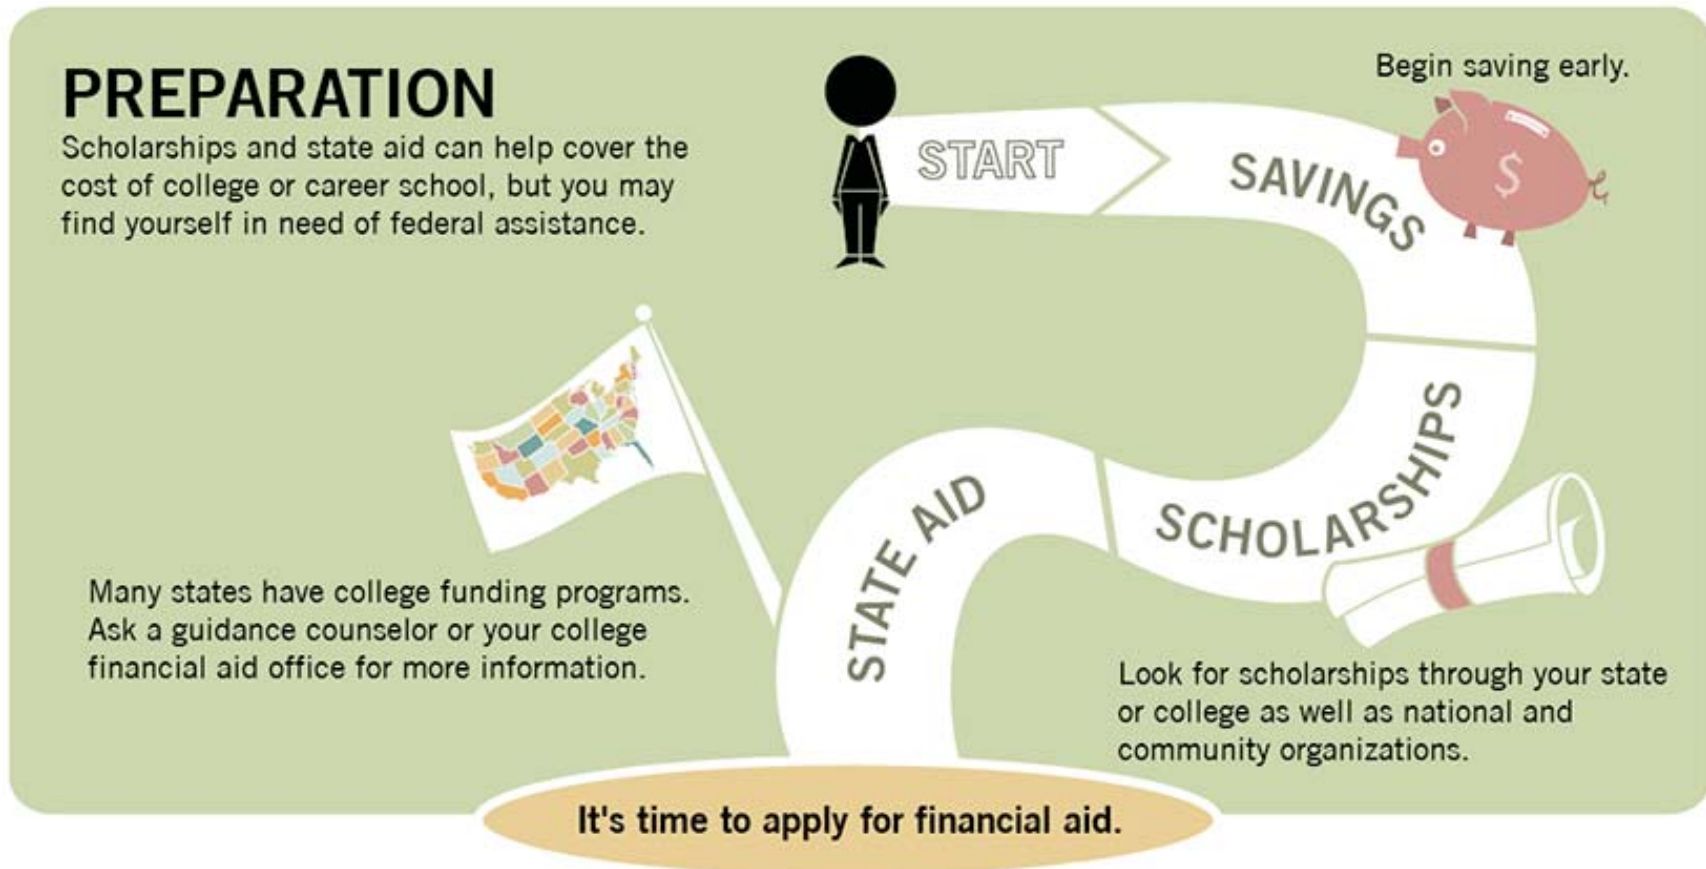 PREPARATION
Scholarships and state aid can help cover the
cost of college or career school, but you may
find yourself in need of federal assistance.
START
Begin saving early.
SAVINGS
$
SCHOLARSHIPS
Look for scholarships through your state
or college as well as national and
community organizations.
STATE AID
Many states have college funding programs.
Ask a guidance counselor or your college
financial aid office for more information.
It's time to apply for financial aid.